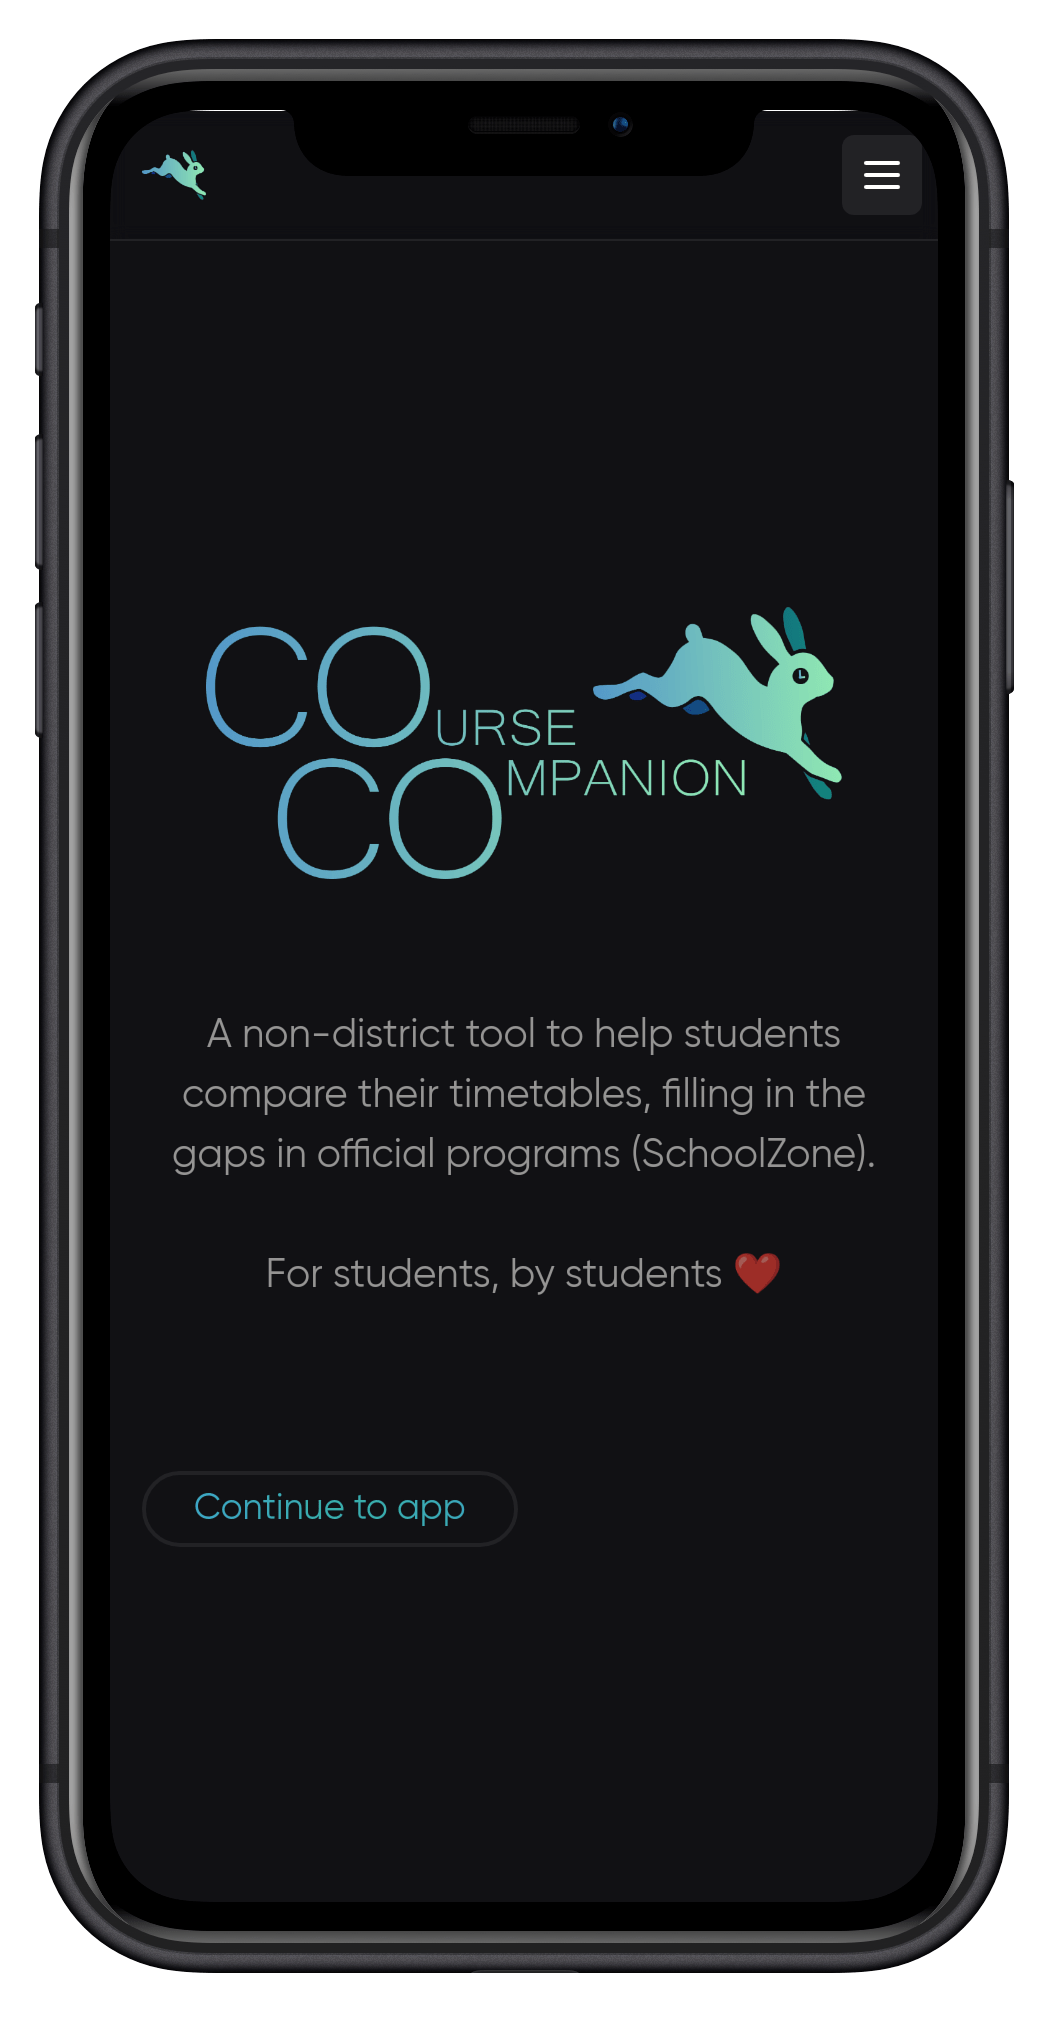 COURSE
COMPANION
A non-district tool to help students
compare their timetables, filling in the
gaps in official programs (SchoolZone).
For students, by students ❤️
Continue to app